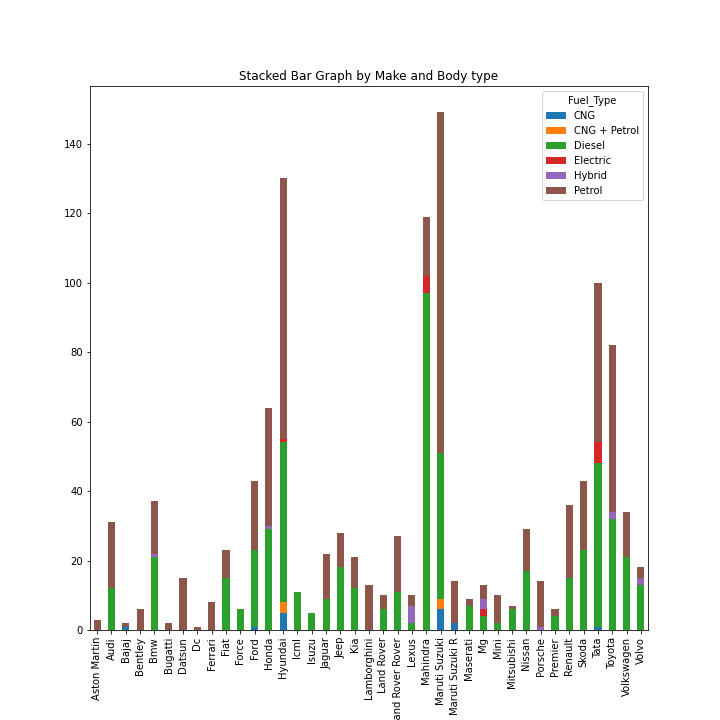 Stacked Bar Graph by Make and Body type
Fuel_Type
CNG
CNG + Petrol
Diesel
Electric
Hybrid
Petrol
140
120
100
80
60
40
20
0
Aston Martin
Audi
Bajaj
Bentley
Bmw
Bugatti
Datsun
Dc
Ferrari
Fiat
Force
Ford
Honda
Hyundai
Icml
Isuzu
Jaguar
Jeep
Kia
Lamborghini
Land Rover
and Rover Rover
Lexus
Mahindra
Maruti Suzuki
Maruti Suzuki R
Maserati
Mg
Mini
Mitsubishi
Nissan
Porsche
Premier
Renault
Skoda
Tata
Toyota
Volkswagen
Volvo